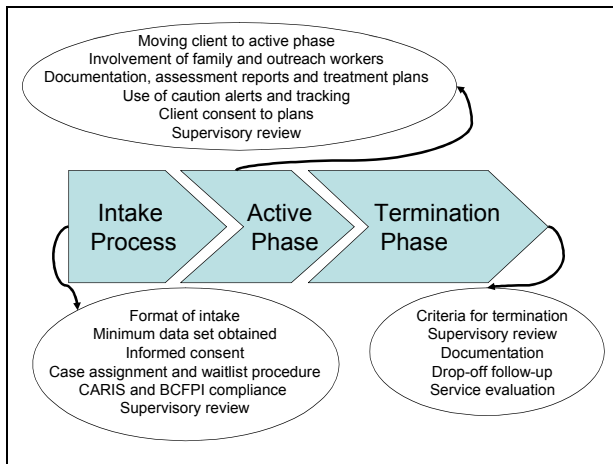 Moving client to active phase
Involvement of family and outreach workers
Documentation, assessment reports and treatment plans
Use of caution alerts and tracking
Client consent to plans
Supervisory review
Intake
Process
Active
Phase
Termination
Phase
Format of intake
Minimum data set obtained
Informed consent
Case assignment and waitlist procedure
CARIS and BCFPI compliance
Supervisory review
Criteria for termination
Supervisory review
Documentation
Drop-off follow-up
Service evaluation